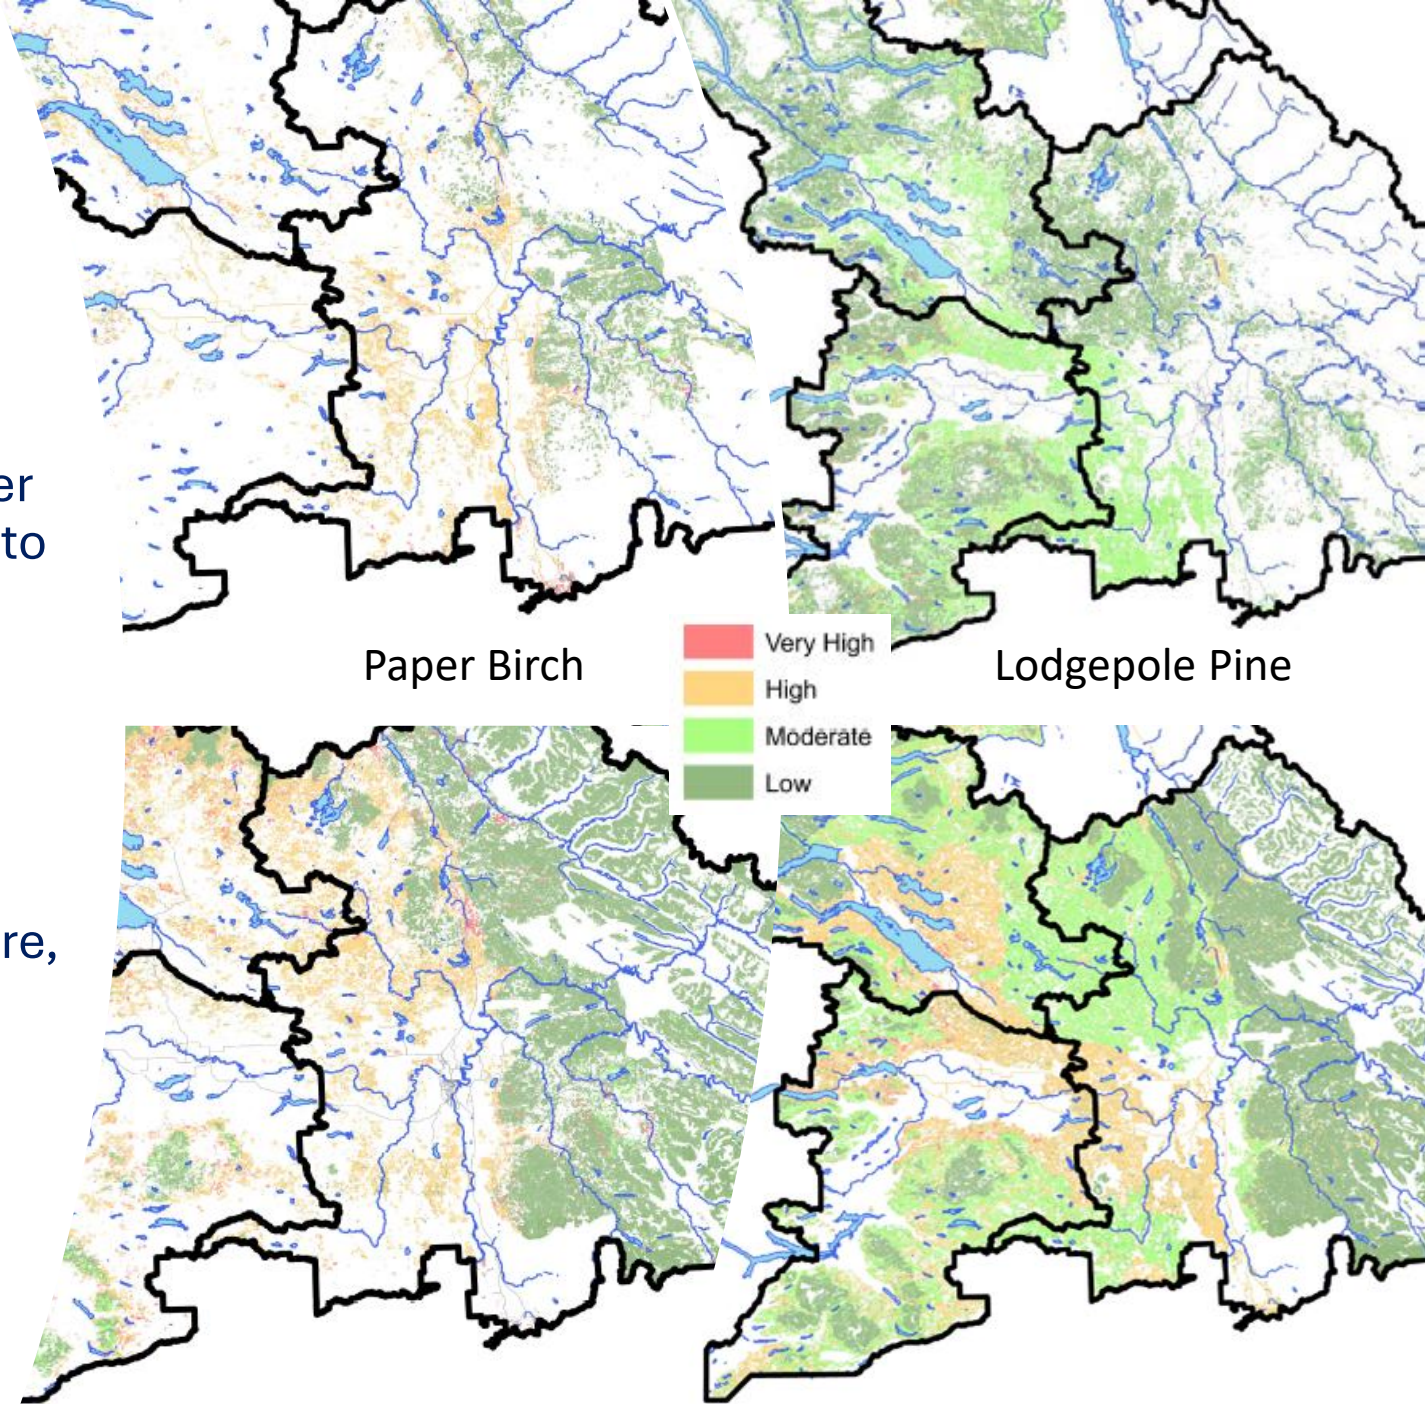 er
to
Paper Birch
Very High
High
Moderate
Low
Lodgepole Pine
re,